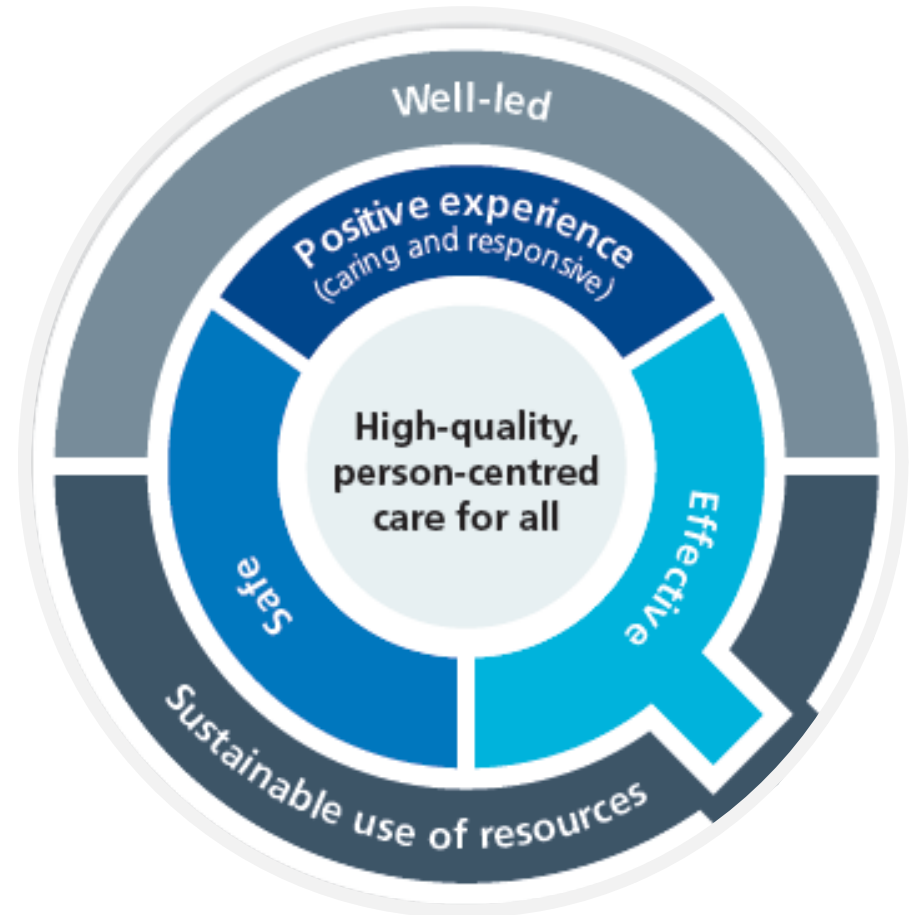 Well-led
Positive experience
(caring and responsive)
High-quality,
person-centred
care for all
Effective
Safe
Sustainable use of resources